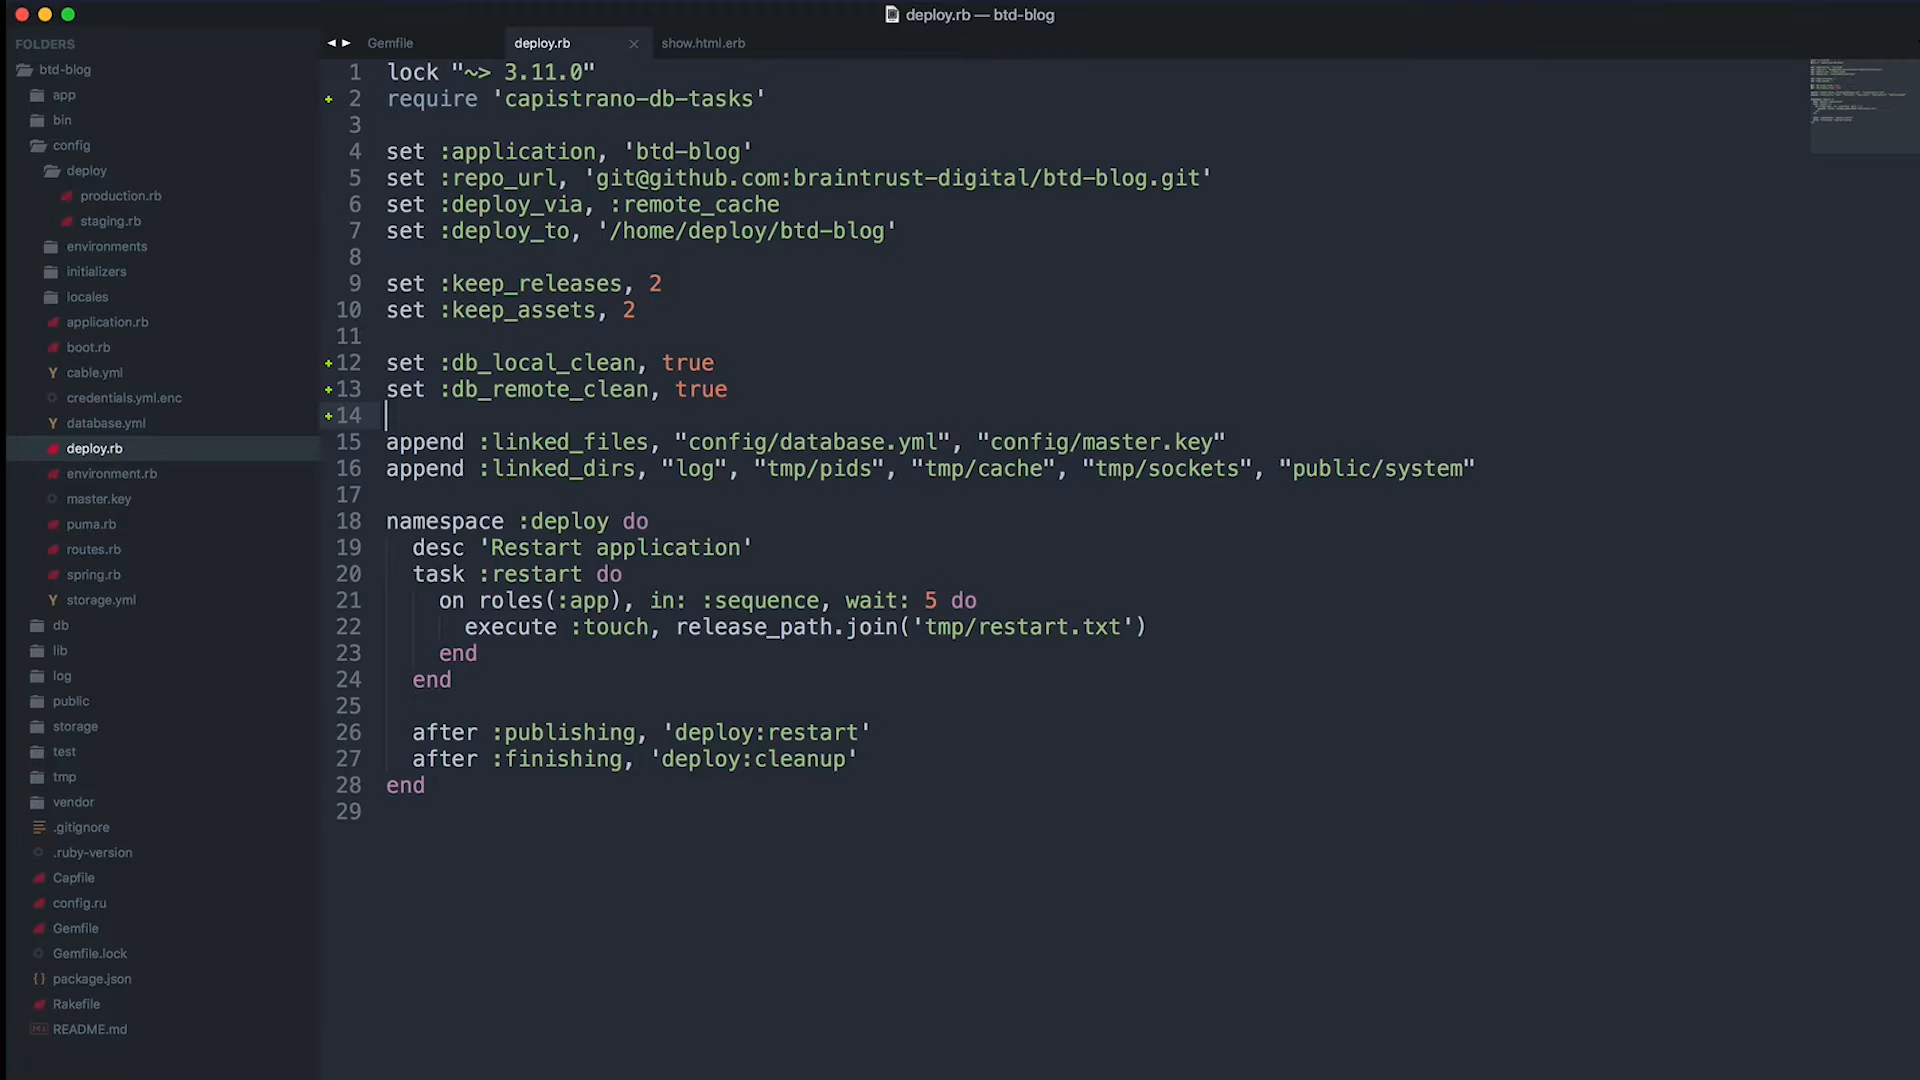 deploy.rb — btd-blog
FOLDERS
btd-blog
app
bin
config
deploy
production.rb
staging.rb
environments
initializers
locales
application.rb
boot.rb
cable.yml
credentials.yml.enc
database.yml
deploy.rb
environment.rb
master.key
puma.rb
routes.rb
spring.rb
storage.yml
db
lib
log
public
storage
test
tmp
vendor
.gitignore
.ruby-version
Capfile
config.ru
Gemfile
Gemfile.lock
package.json
Rakefile
README.md
Gemfile deploy.rb show.html.erb
1 lock "~> 3.11.0"
2 require 'capistrano-db-tasks'
3
4 set :application, 'btd-blog'
5 set :repo_url, 'git@github.com:braintrust-digital/btd-blog.git'
6 set :deploy_via, :remote_cache
7 set :deploy_to, '/home/deploy/btd-blog'
8
9 set :keep_releases, 2
10 set :keep_assets, 2
11
12 set :db_local_clean, true
13 set :db_remote_clean, true
14
15 append :linked_files, "config/database.yml", "config/master.key"
16 append :linked_dirs, "log", "tmp/pids", "tmp/cache", "tmp/sockets", "public/system"
17
18 namespace :deploy do
19 desc 'Restart application'
20 task :restart do
21 on roles(:app), in: :sequence, wait: 5 do
22 execute :touch, release_path.join('tmp/restart.txt')
23 end
24 end
25
26 after :publishing, 'deploy:restart'
27 after :finishing, 'deploy:cleanup'
28 end
29